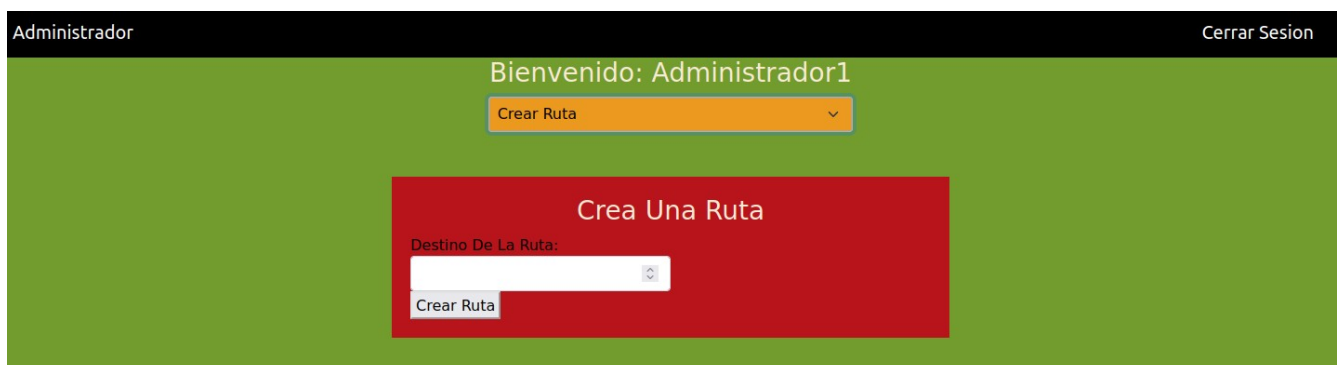 Administrador Cerrar Sesion
Bienvenido: Administrador1
Crear Ruta
Crea Una Ruta
Destino De La Ruta:
Crear Ruta